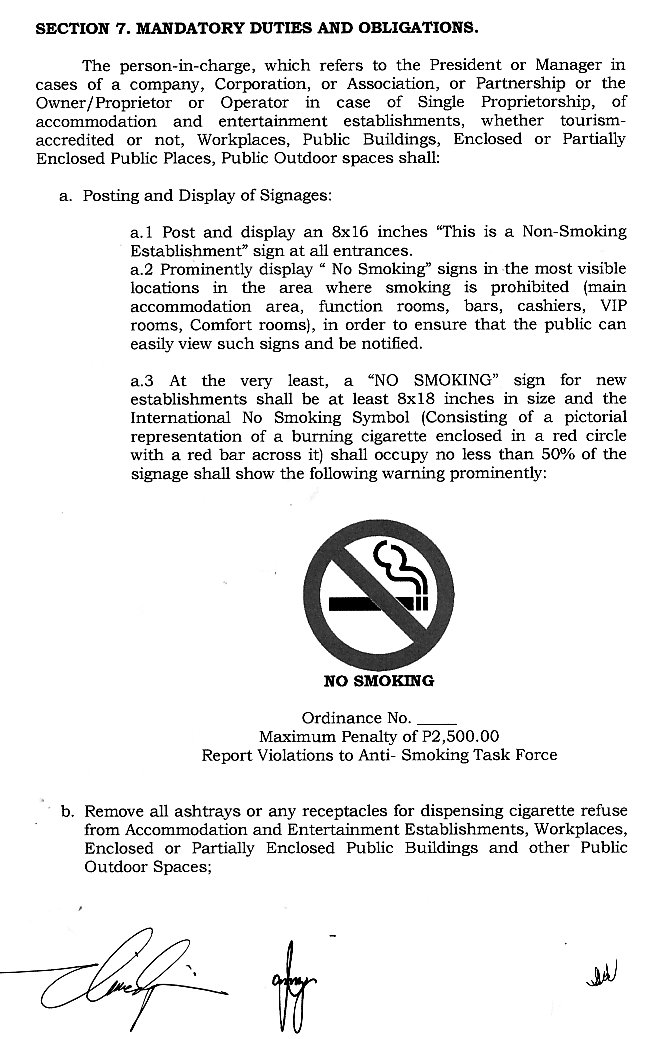 SECTION 7. MANDATORY DUTIES AND OBLIGATIONS.
The person-in-charge, which refers to the President or Manager in
cases of a company, Corporation, or Association, or Partnership or the
Owner/Proprietor or Operator in case of Single Proprietorship, of
accommodation and entertainment establishments, whether tourism-
accredited or not, Workplaces, Public Buildings, Enclosed or Partially
Enclosed Public Places, Public Outdoor spaces shall:
a. Posting and Display of Signages:
a.1 Post and display an 8x16 inches “This is a Non-Smoking
Establishment” sign at all entrances.
a.2 Prominently display “ No Smoking” signs in the most visible
locations in the area where smoking is prohibited (main
accommodation area, function rooms, bars, cashiers, VIP
rooms, Comfort rooms), in order to ensure that the public can
easily view such signs and be notified.
a.3 At the very least, a “NO SMOKING” sign for new
establishments shall be at least 8x18 inches in size and the
International No Smoking Symbol (Consisting of a pictorial
representation of a burning cigarette enclosed in a red circle
with a red bar across it) shall occupy no less than 50% of the
signage shall show the following warning prominently:
NO SMOKING
Ordinance No. _____
Maximum Penalty of P2,500.00
Report Violations to Anti- Smoking Task Force
b. Remove all ashtrays or any receptacles for dispensing cigarette refuse
from Accommodation and Entertainment Establishments, Workplaces,
Enclosed or Partially Enclosed Public Buildings and other Public
Outdoor Spaces;